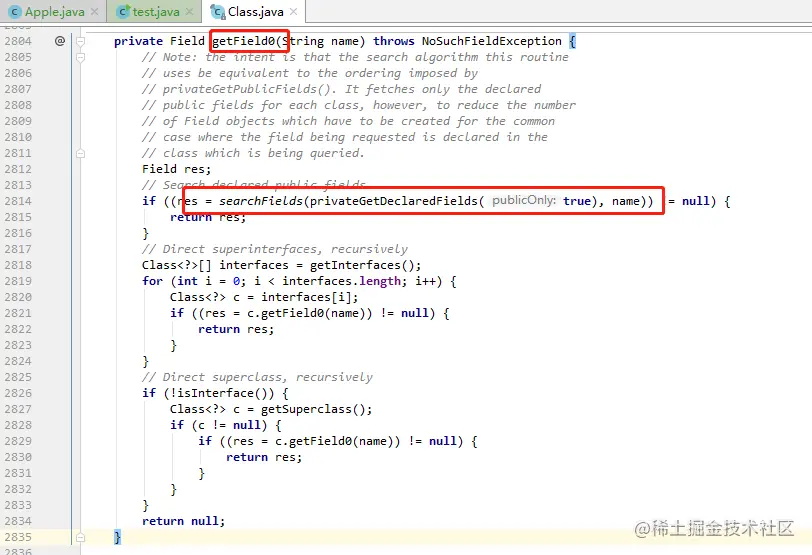 Apple.java × test.java × Class.java ×
2804 @ private Field getField0(String name) throws NoSuchFieldException {
2805 // Note: the intent is that the search algorithm this routine
2806 // uses be equivalent to the ordering imposed by
2807 // privateGetPublicFields(). It fetches only the declared
2808 // public fields for each class, however, to reduce the number
2809 // of Field objects which have to be created for the common
2810 // case where the field being requested is declared in the
2811 // class which is being queried.
2812 Field res;
2813 // Search declared public fields
2814 if ((res = searchFields(privateGetDeclaredFields( publicOnly: true), name)) = null) {
2815 return res;
2816 }
2817 // Direct superinterfaces, recursively
2818 Class<?>[] interfaces = getInterfaces();
2819 for (int i = 0; i < interfaces.length; i++) {
2820 Class<?> c = interfaces[i];
2821 if ((res = c.getField0(name)) != null) {
2822 return res;
2823 }
2824 }
2825 // Direct superclass, recursively
2826 if (!isInterface()) {
2827 Class<?> c = getSuperclass();
2828 if (c != null) {
2829 if ((res = c.getField0(name)) != null) {
2830 return res;
2831 }
2832 }
2833 }
2834 return null;
2835 }
2836
@稀土掘金技术社区